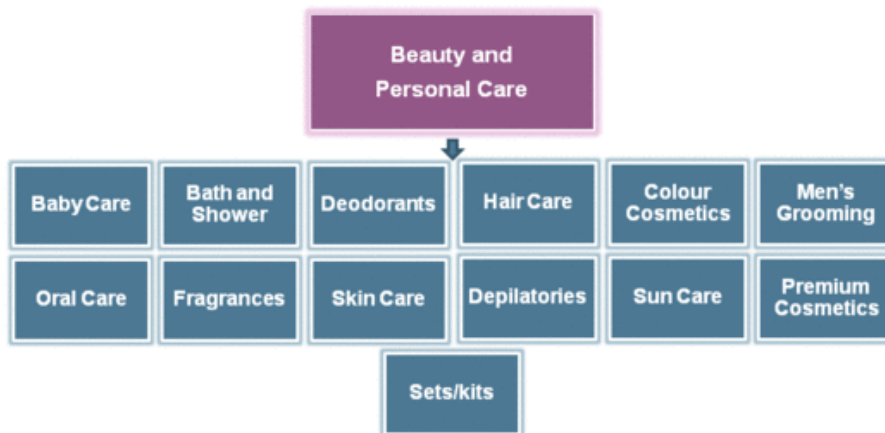 Beauty and
Personal Care
Baby Care
Bath and
Shower
Deodorants
Hair Care
Colour
Cosmetics
Men's
Grooming
Oral Care
Fragrances
Skin Care
Depilatories
Sun Care
Premium
Cosmetics
Sets/kits